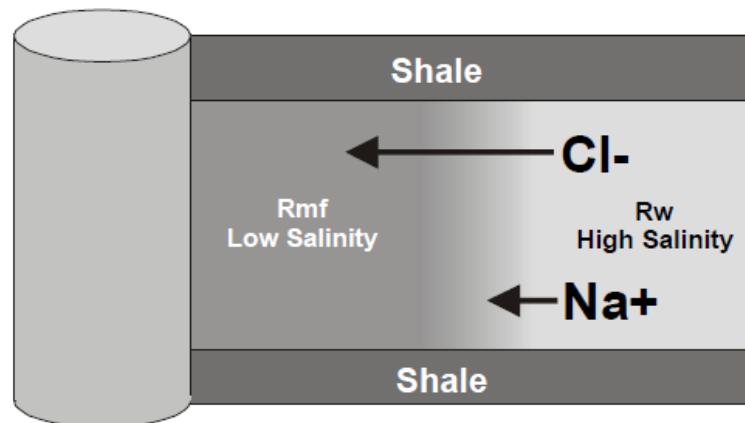 Shale
Cl-
Rmf
Low Salinity
Rw
High Salinity
Na+
Shale